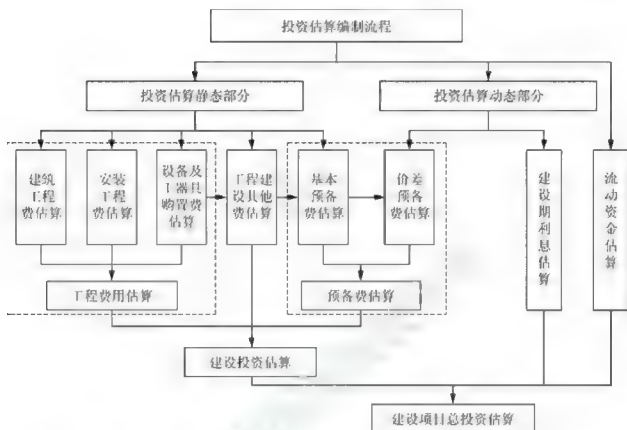 投资估算编制流程
投资估算静态部分
投资估算动态部分
建筑
工程
费估算
安装
工程
费估算
设备及
工器具
购置费
估算
工程建
设其他
费估算
基本
预备
费估算
价差
预备
费估算
建设期利息估算
流动资金估算
工程费用估算
预备费估算
建设投资估算
建设项目总投资估算